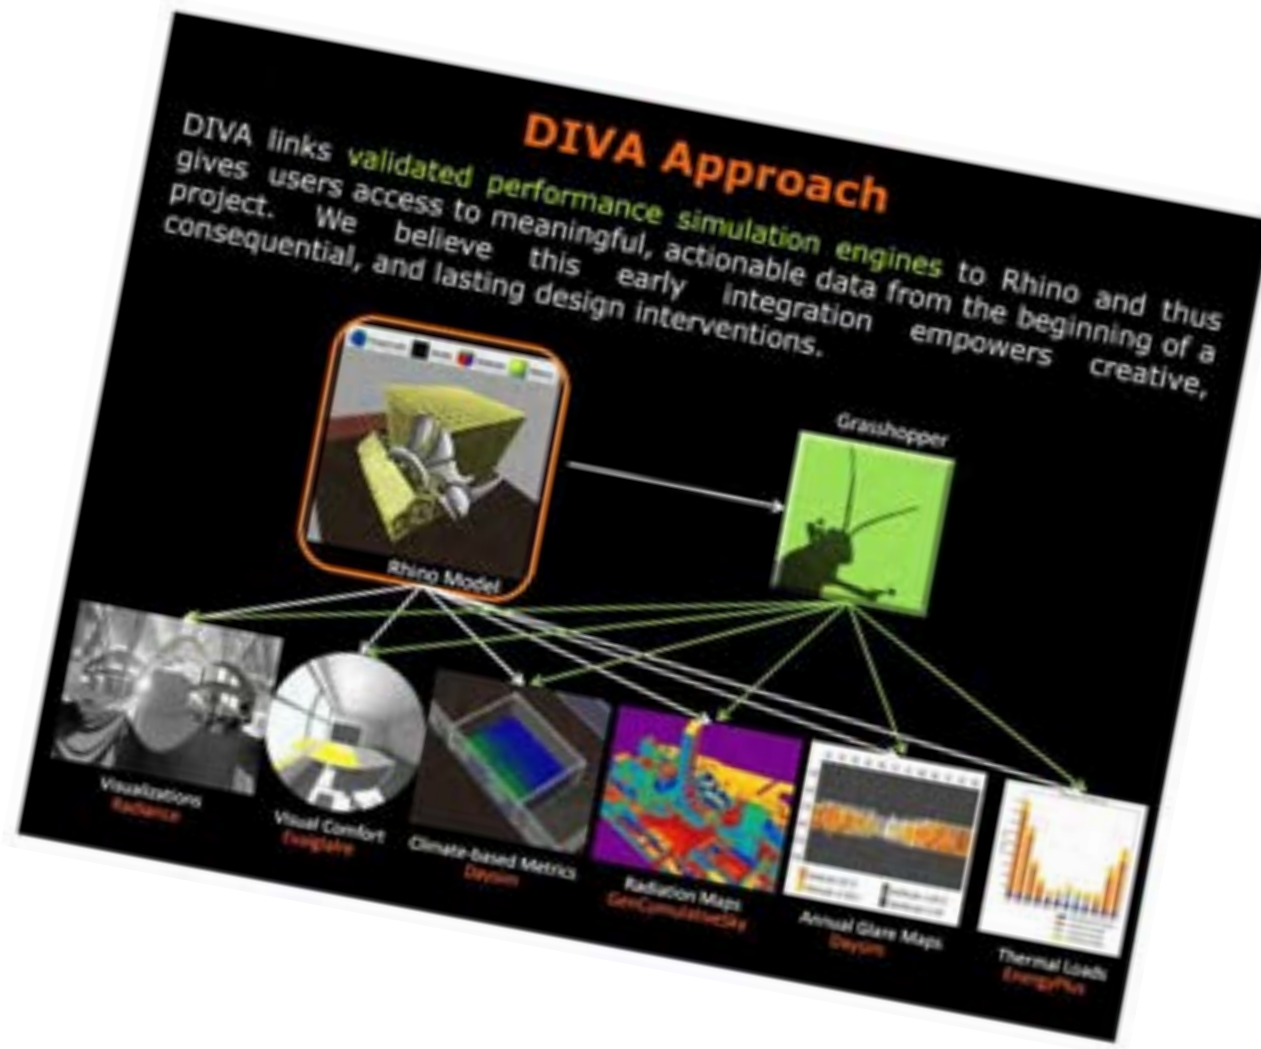 DIVA Approach
DIVA links validated performance simulation engines to Rhino and thus
gives users access to meaningful, actionable data from the beginning of a
project. We believe this early integration empowers creative,
consequential, and lasting design interventions.
Grasshopper
Rhino Model
Visualizations
Radiance
Visual Comfort
Evalglare
Climate-based Metrics
Daysim
Radiation Maps
GenCumulativeSky
Annual Glare Maps
Daysim
Thermal Loads
EnergyPlus